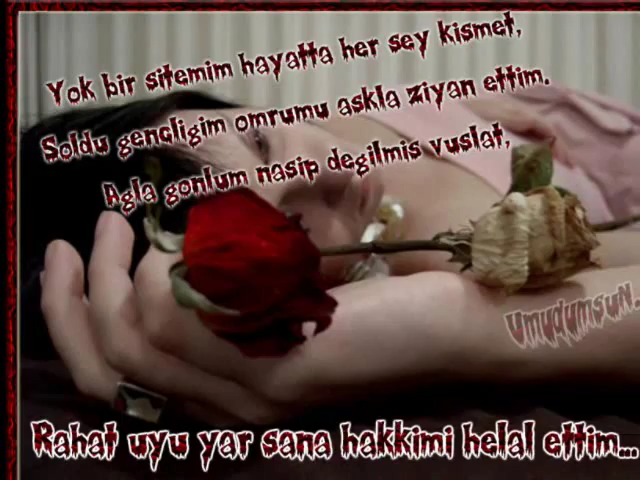 Yok bir sitemim hayatta her sey kismet,
Soldu gencligim omrumu askla ziyan ettim.
Agla gonlum nasip degilmis vuslat,
umudumsun.
Rahat uyu yar sana hakkimi helal ettim...